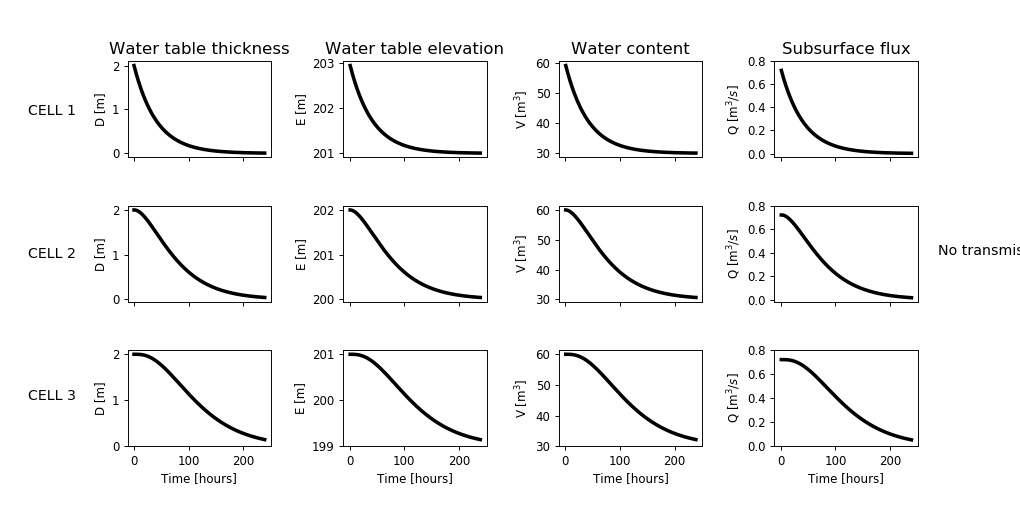 Water table thickness Water table elevation Water content Subsurface flux
CELL 1
D [m]
2
1
0
E [m]
203
202
201
V [m³]
60
50
40
30
Q [m³/s]
0.8
0.6
0.4
0.2
0.0
CELL 2
D [m]
2
1
0
E [m]
202
201
200
V [m³]
60
50
40
30
Q [m³/s]
0.8
0.6
0.4
0.2
0.0
No transmis
CELL 3
D [m]
2
1
0
E [m]
201
200
199
V [m³]
60
50
40
30
Q [m³/s]
0.8
0.6
0.4
0.2
0.0
0 100 200 0 100 200 0 100 200 0 100 200
Time [hours] Time [hours] Time [hours] Time [hours]